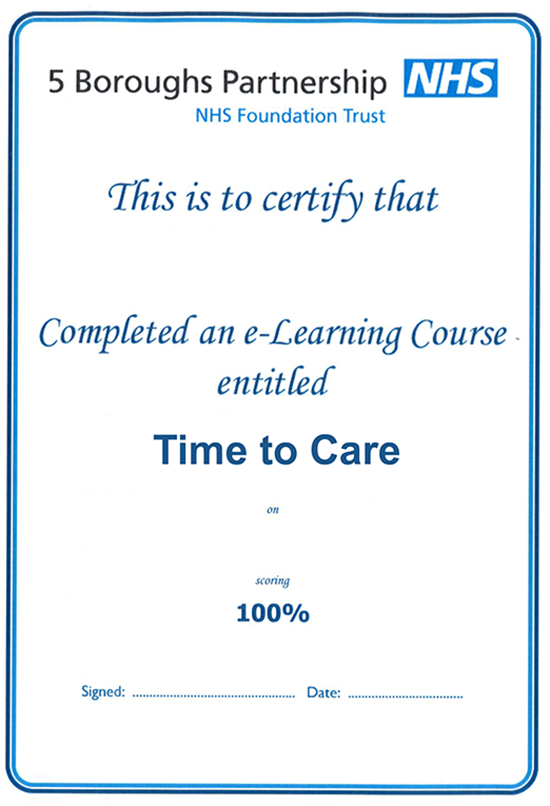 5 Boroughs Partnership NHS
NHS Foundation Trust
This is to certify that
Completed an e-Learning Course
entitled
Time to Care
on
scoring
100%
Signed: ............................................... Date: .................................